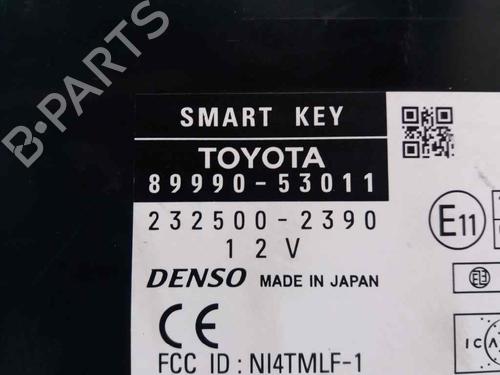 B-PARTS
SMART KEY
TOYOTA
89990-53011
232500-2390
12V
DENSO MADE IN JAPAN
CE
FCC ID : NI4TMLF-1
E11